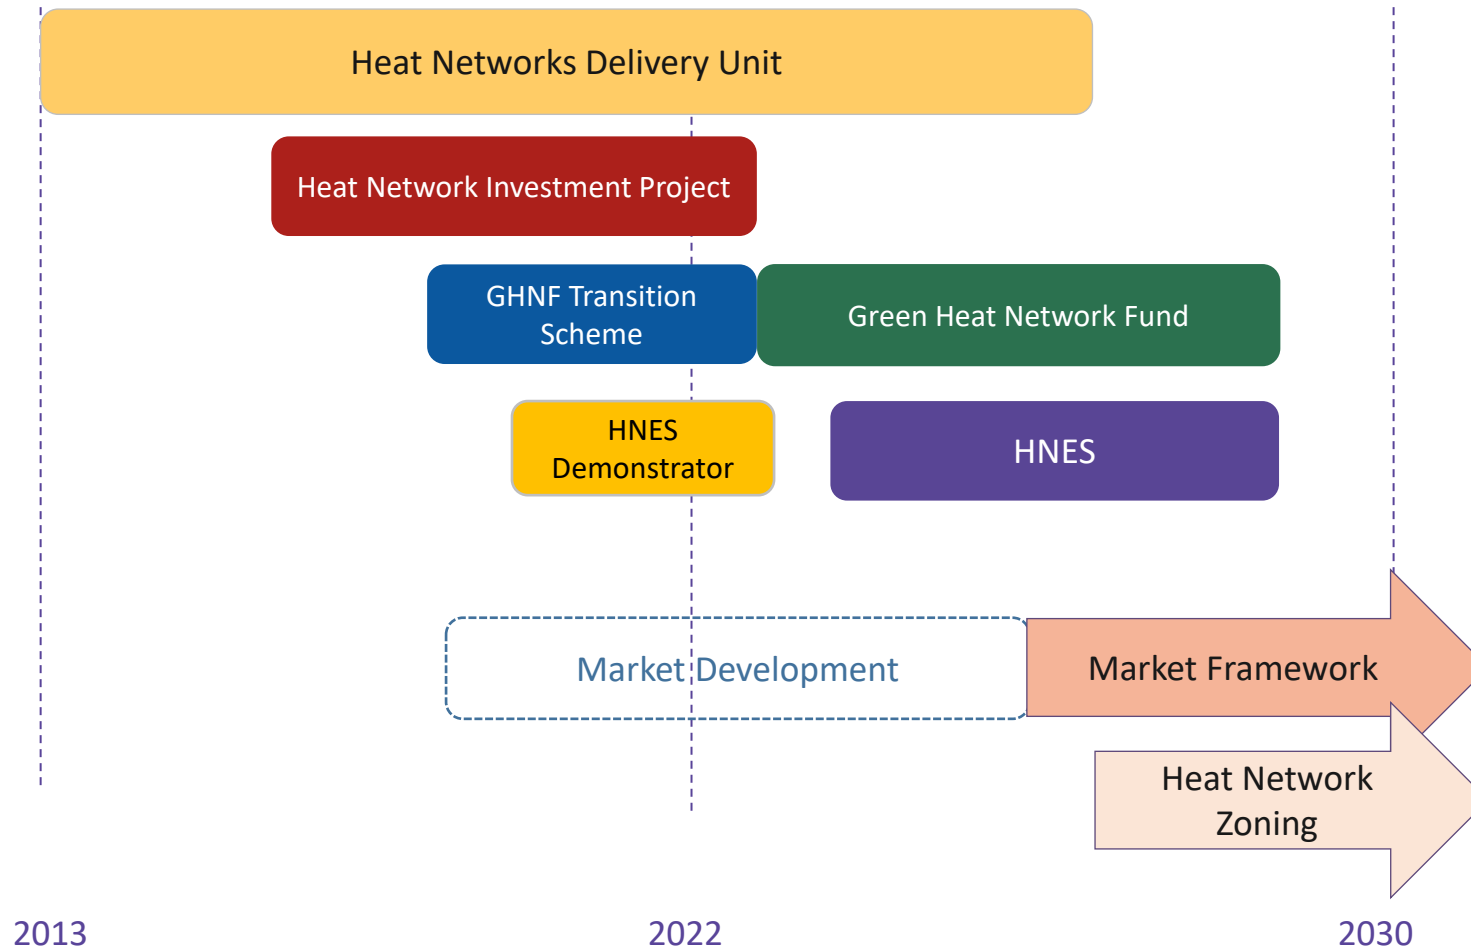 Heat Networks Delivery Unit
Heat Network Investment Project
GHNF Transition
Scheme
Green Heat Network Fund
HNES
Demonstrator
HNES
Market Development
Market Framework
Heat Network
Zoning
2013
2022
2030